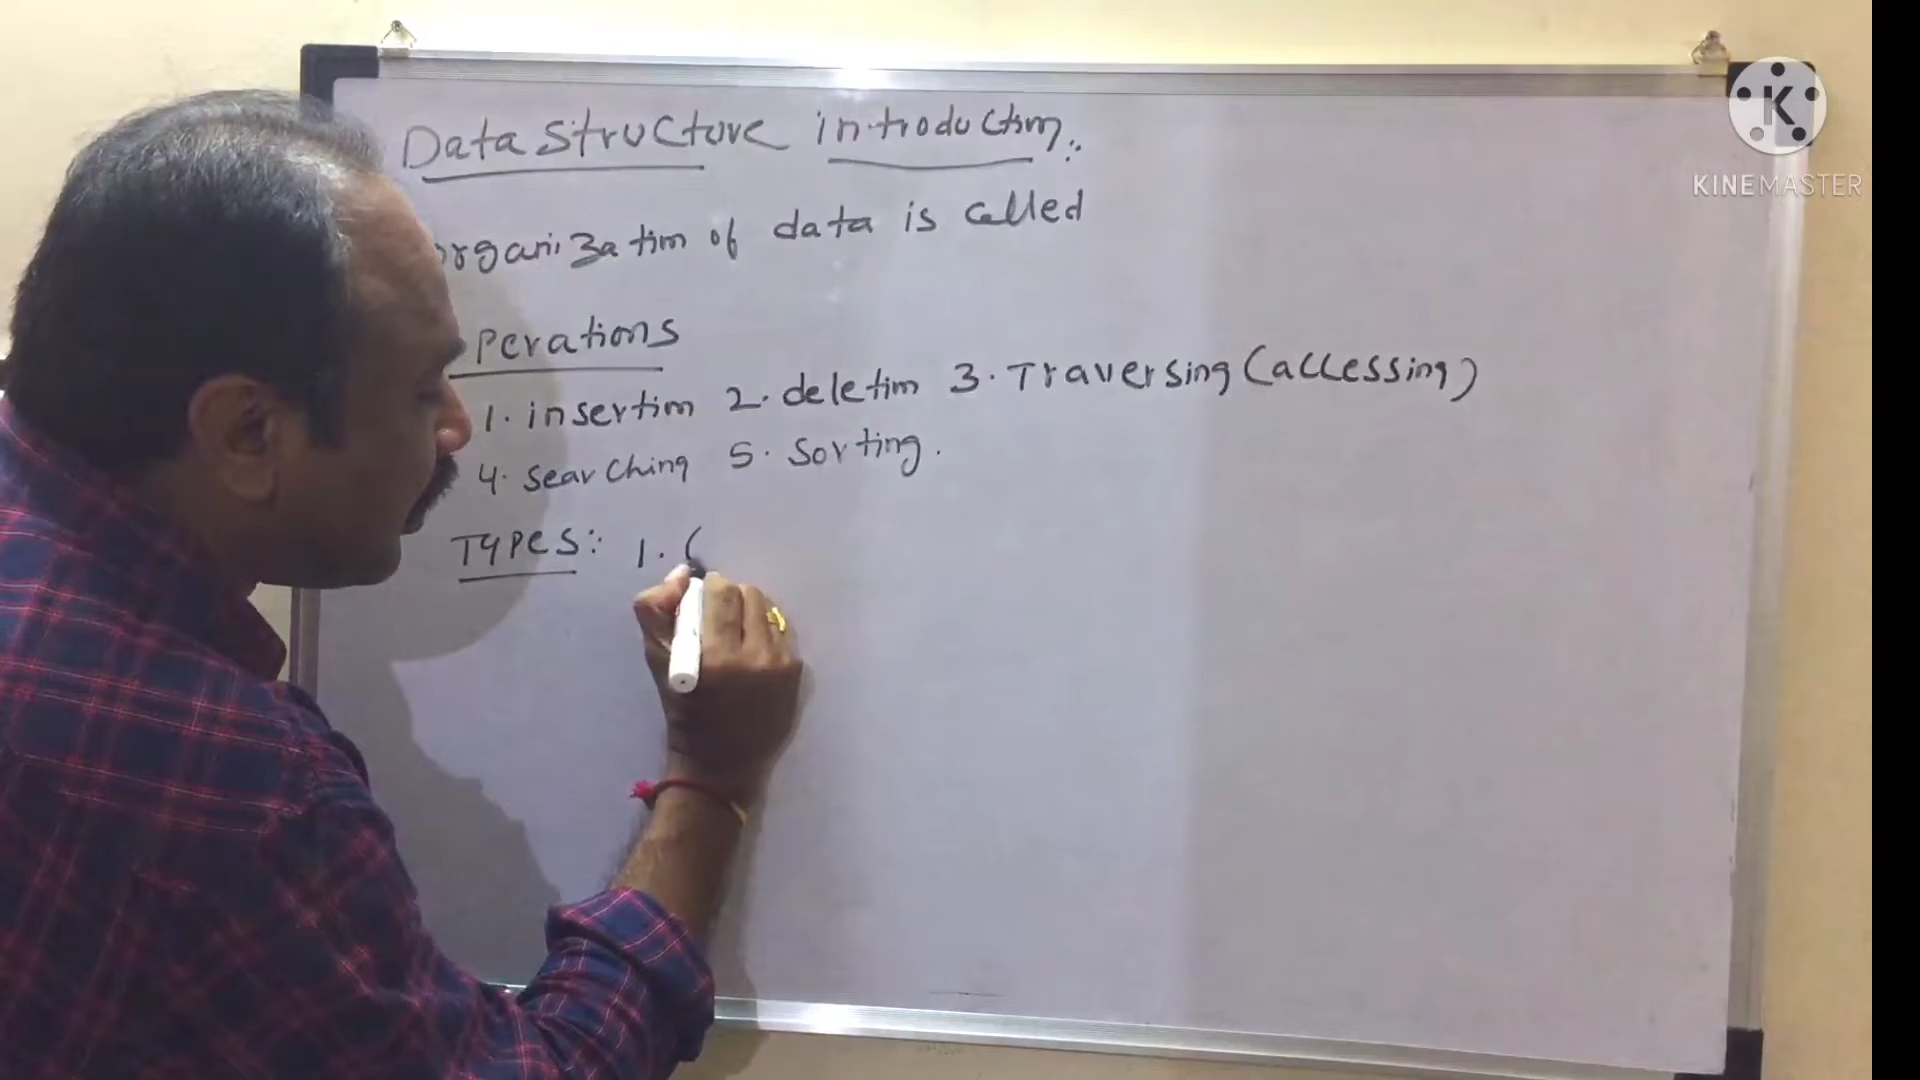 Data Structure introduction:
organization of data is called
perations
1. insertion 2. deletion 3. Traversing (accessing)
4. searching 5. Sorting.
Types: 1. (
K
KINEMASTER